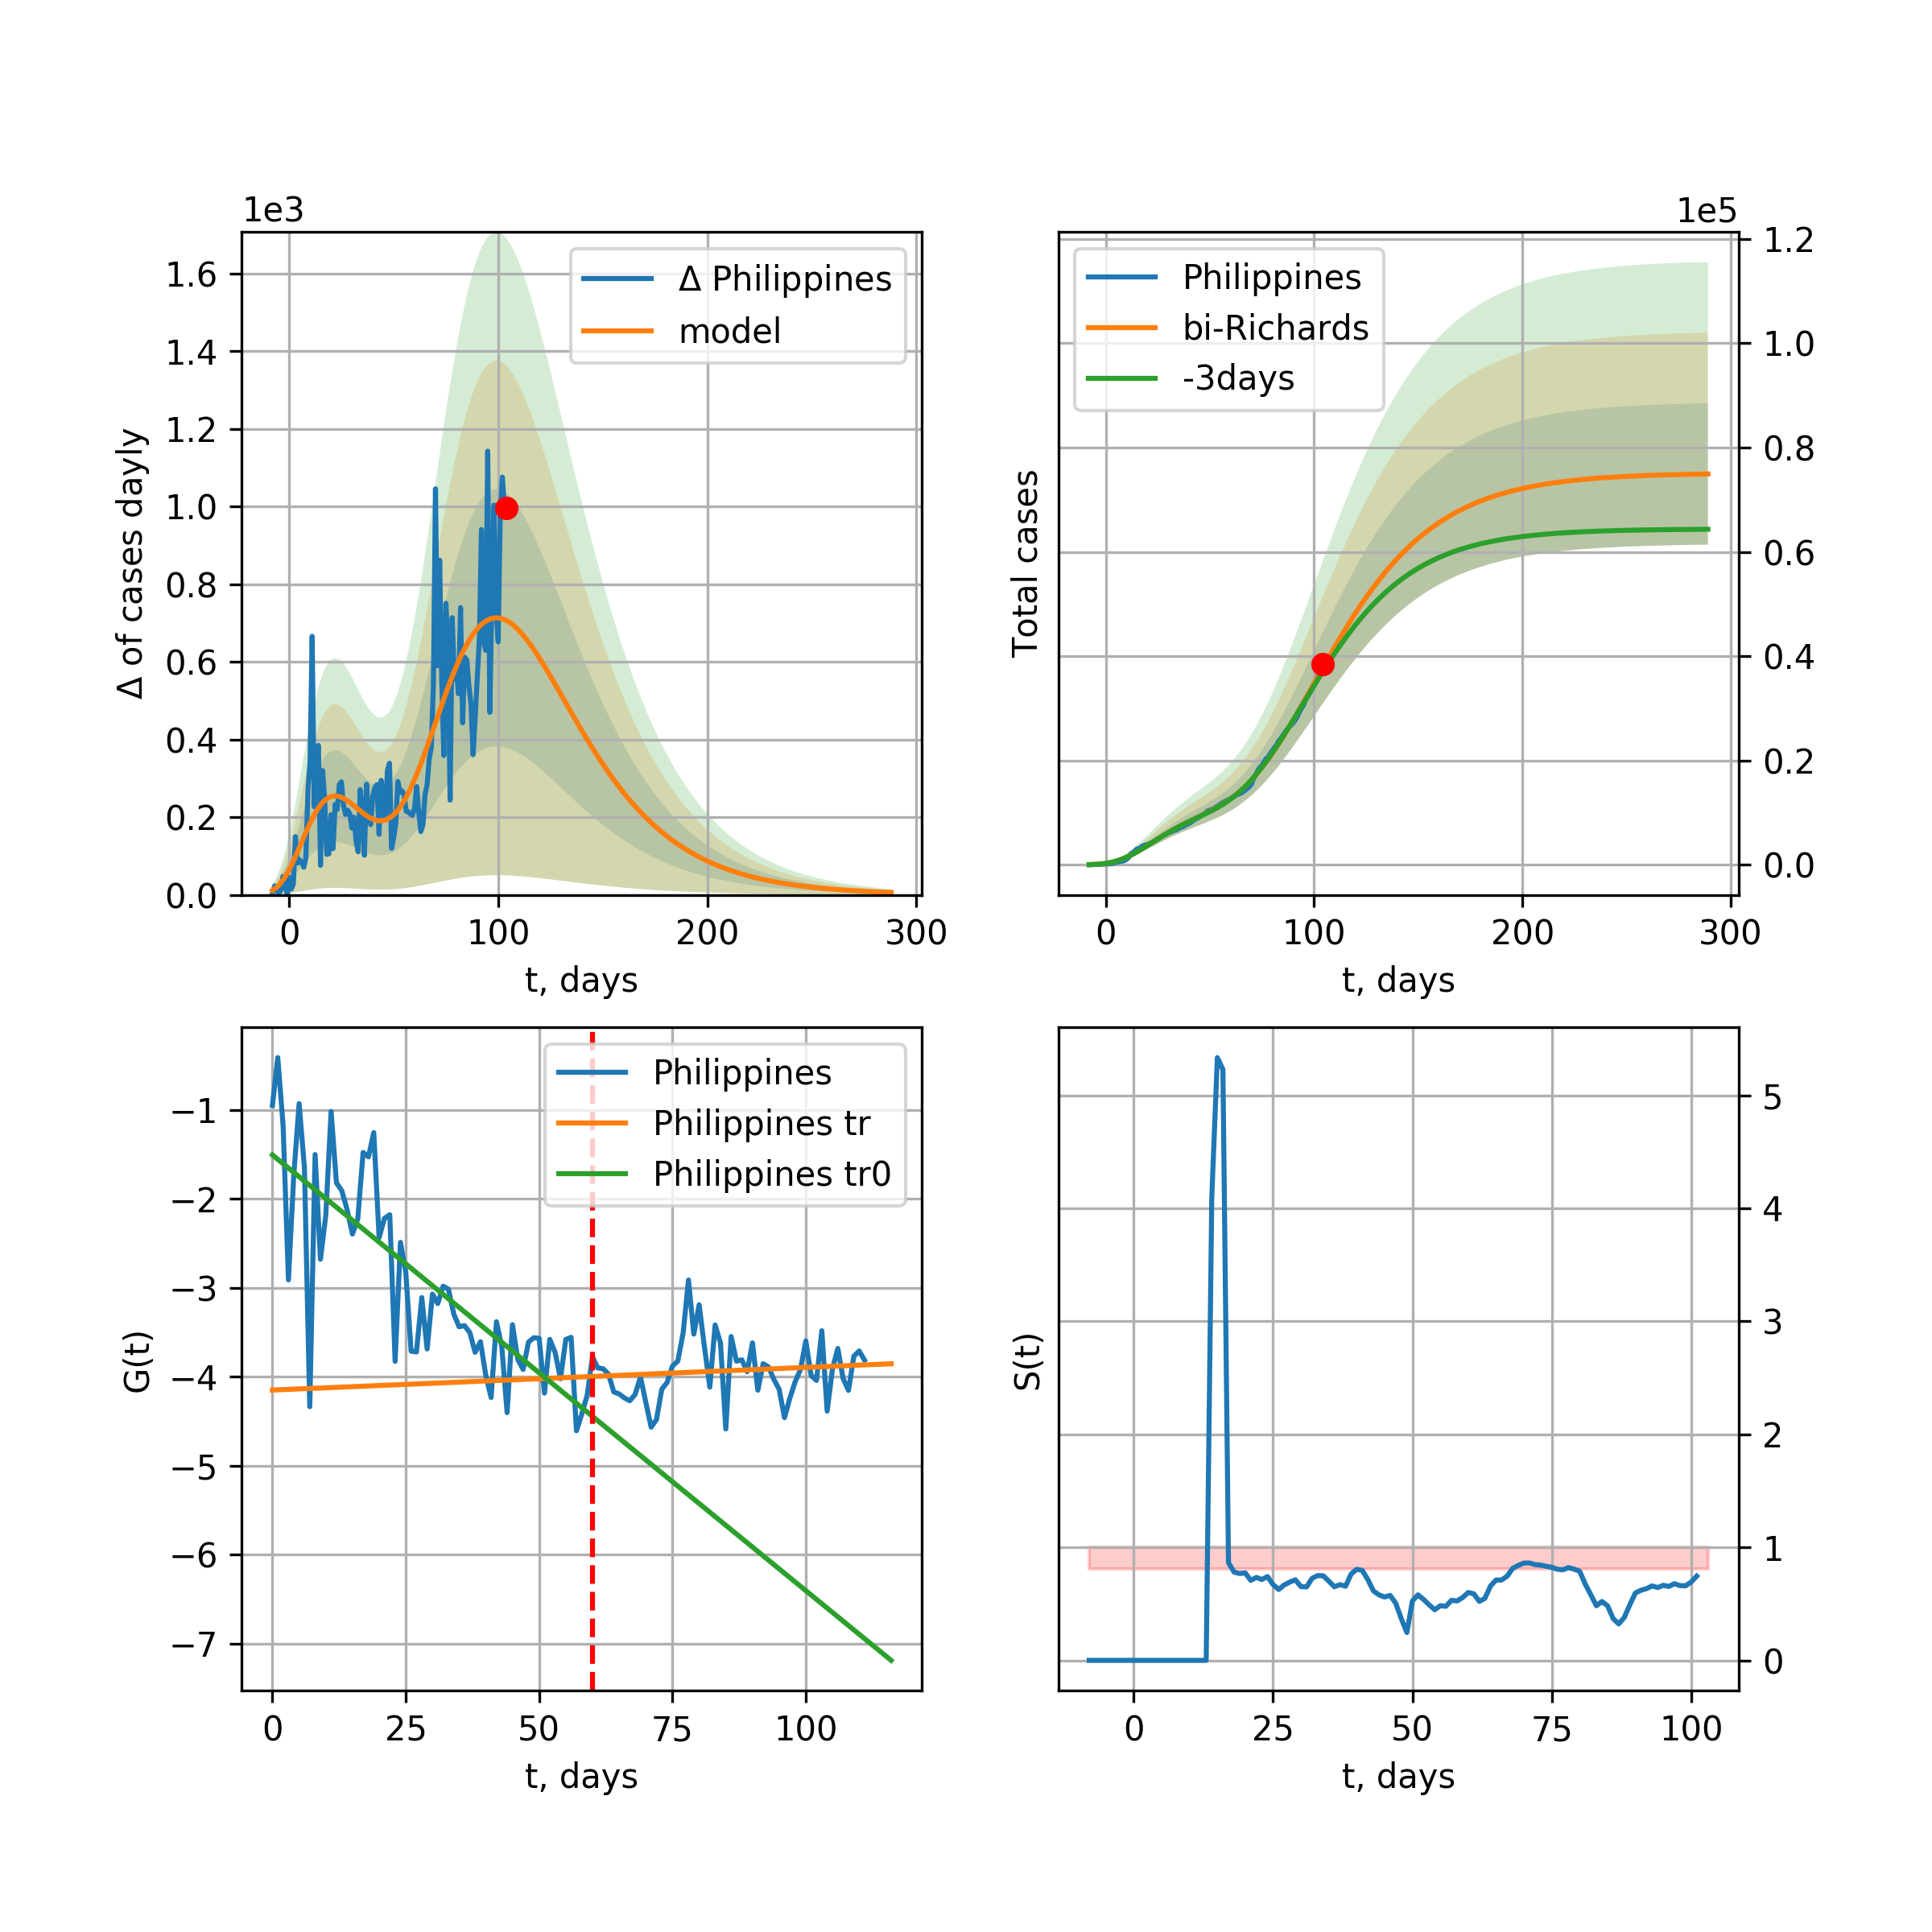 1e3
Δ Philippines
model
1.6
1.4
1.2
1.0
0.8
0.6
0.4
0.2
0.0
Δ of cases dayly
0 100 200 300
t, days
1e5
Philippines
bi-Richards
-3days
1.2
1.0
0.8
0.6
0.4
0.2
0.0
Total cases
0 100 200 300
t, days
Philippines
Philippines tr
Philippines tr0
−1
−2
−3
−4
−5
−6
−7
G(t)
0 25 50 75 100
t, days
5
4
3
2
1
0
S(t)
0 25 50 75 100
t, days